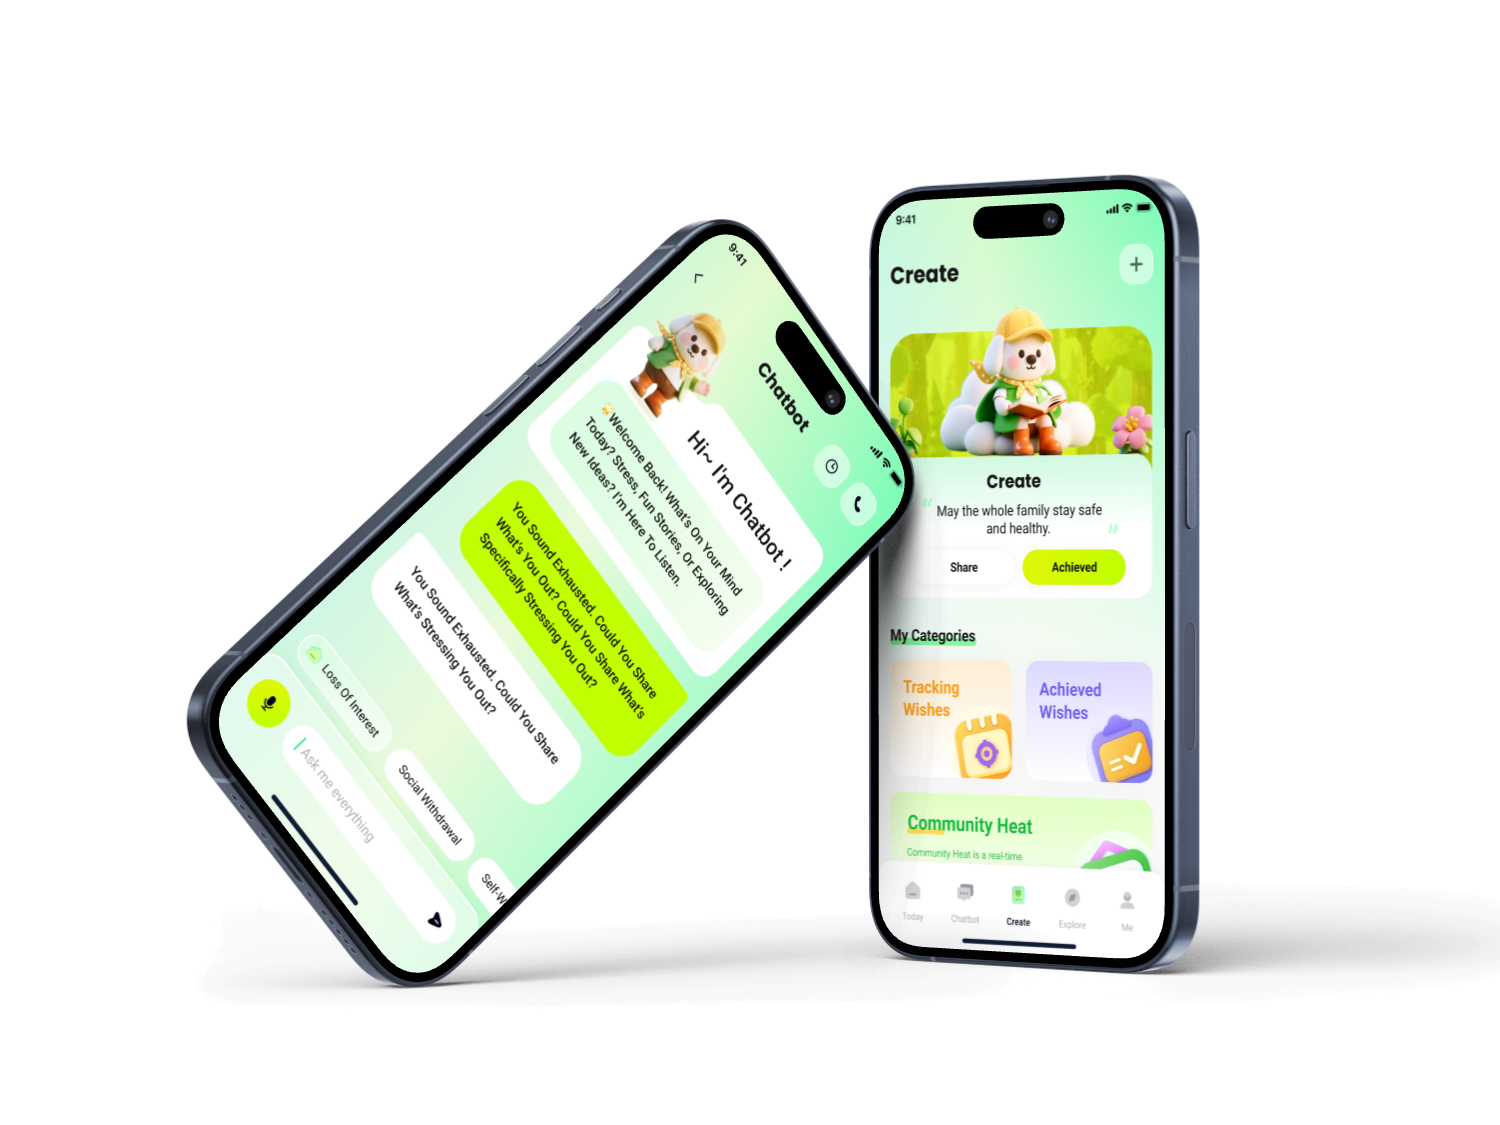 9:41
Chatbot
Hi~ I'm Chatbot !
Welcome Back! What's On Your Mind
Today? Stress, Fun Stories, Or Exploring
New Ideas? I'm Here To Listen.
You Sound Exhausted. Could You Share
What's You Out? Could You Share What's
Specifically Stressing You Out?
You Sound Exhausted. Could You Share
What's Stressing You Out?
Loss Of Interest
Social Withdrawal
Self-W
Ask me everything
9:41
Create
Create
May the whole family stay safe
and healthy.
Share
Achieved
My Categories
Tracking
Wishes
Achieved
Wishes
Community Heat
Community Heat is a real-time
Today
Chatbot
Create
Explore
Me